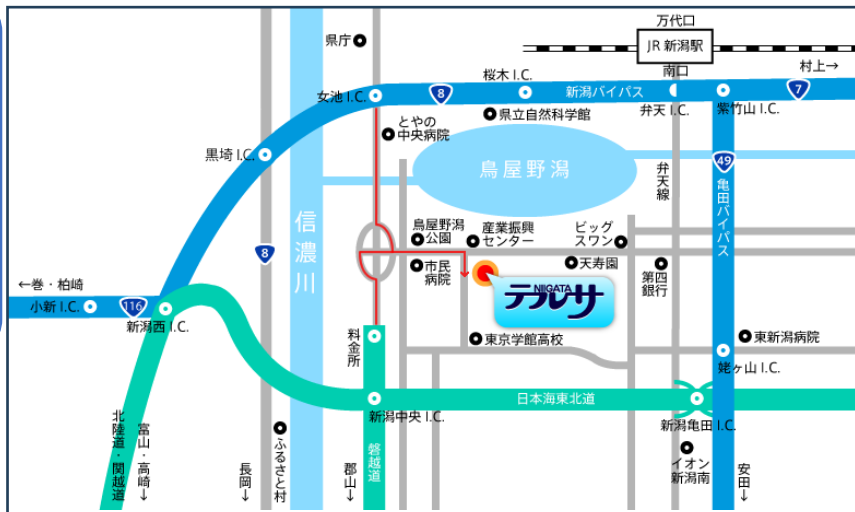 万代口
JR 新潟駅
南口
村上→
県庁
桜木 I.C.
女池 I.C.
8
新潟バイパス
7
弁天 I.C.
紫竹山 I.C.
県立自然科学館
とやの
中央病院
黒埼 I.C.
鳥屋野潟
弁天線
49
亀田バイパス
信濃川
8
鳥屋野潟
公園
産業振興
センター
ビッグ
スワン
市民
病院
天寿園
第四
銀行
NIIGATA
テルサ
←巻・柏崎
小新 I.C.
116
新潟西 I.C.
料金所
東京学館高校
東新潟病院
姥ヶ山 I.C.
日本海東北道
新潟中央 I.C.
新潟亀田 I.C.
北陸道・関越道
富山・高崎→
長岡→
ふるさと村
郡山→
磐越道
イオン
新潟南
安田→